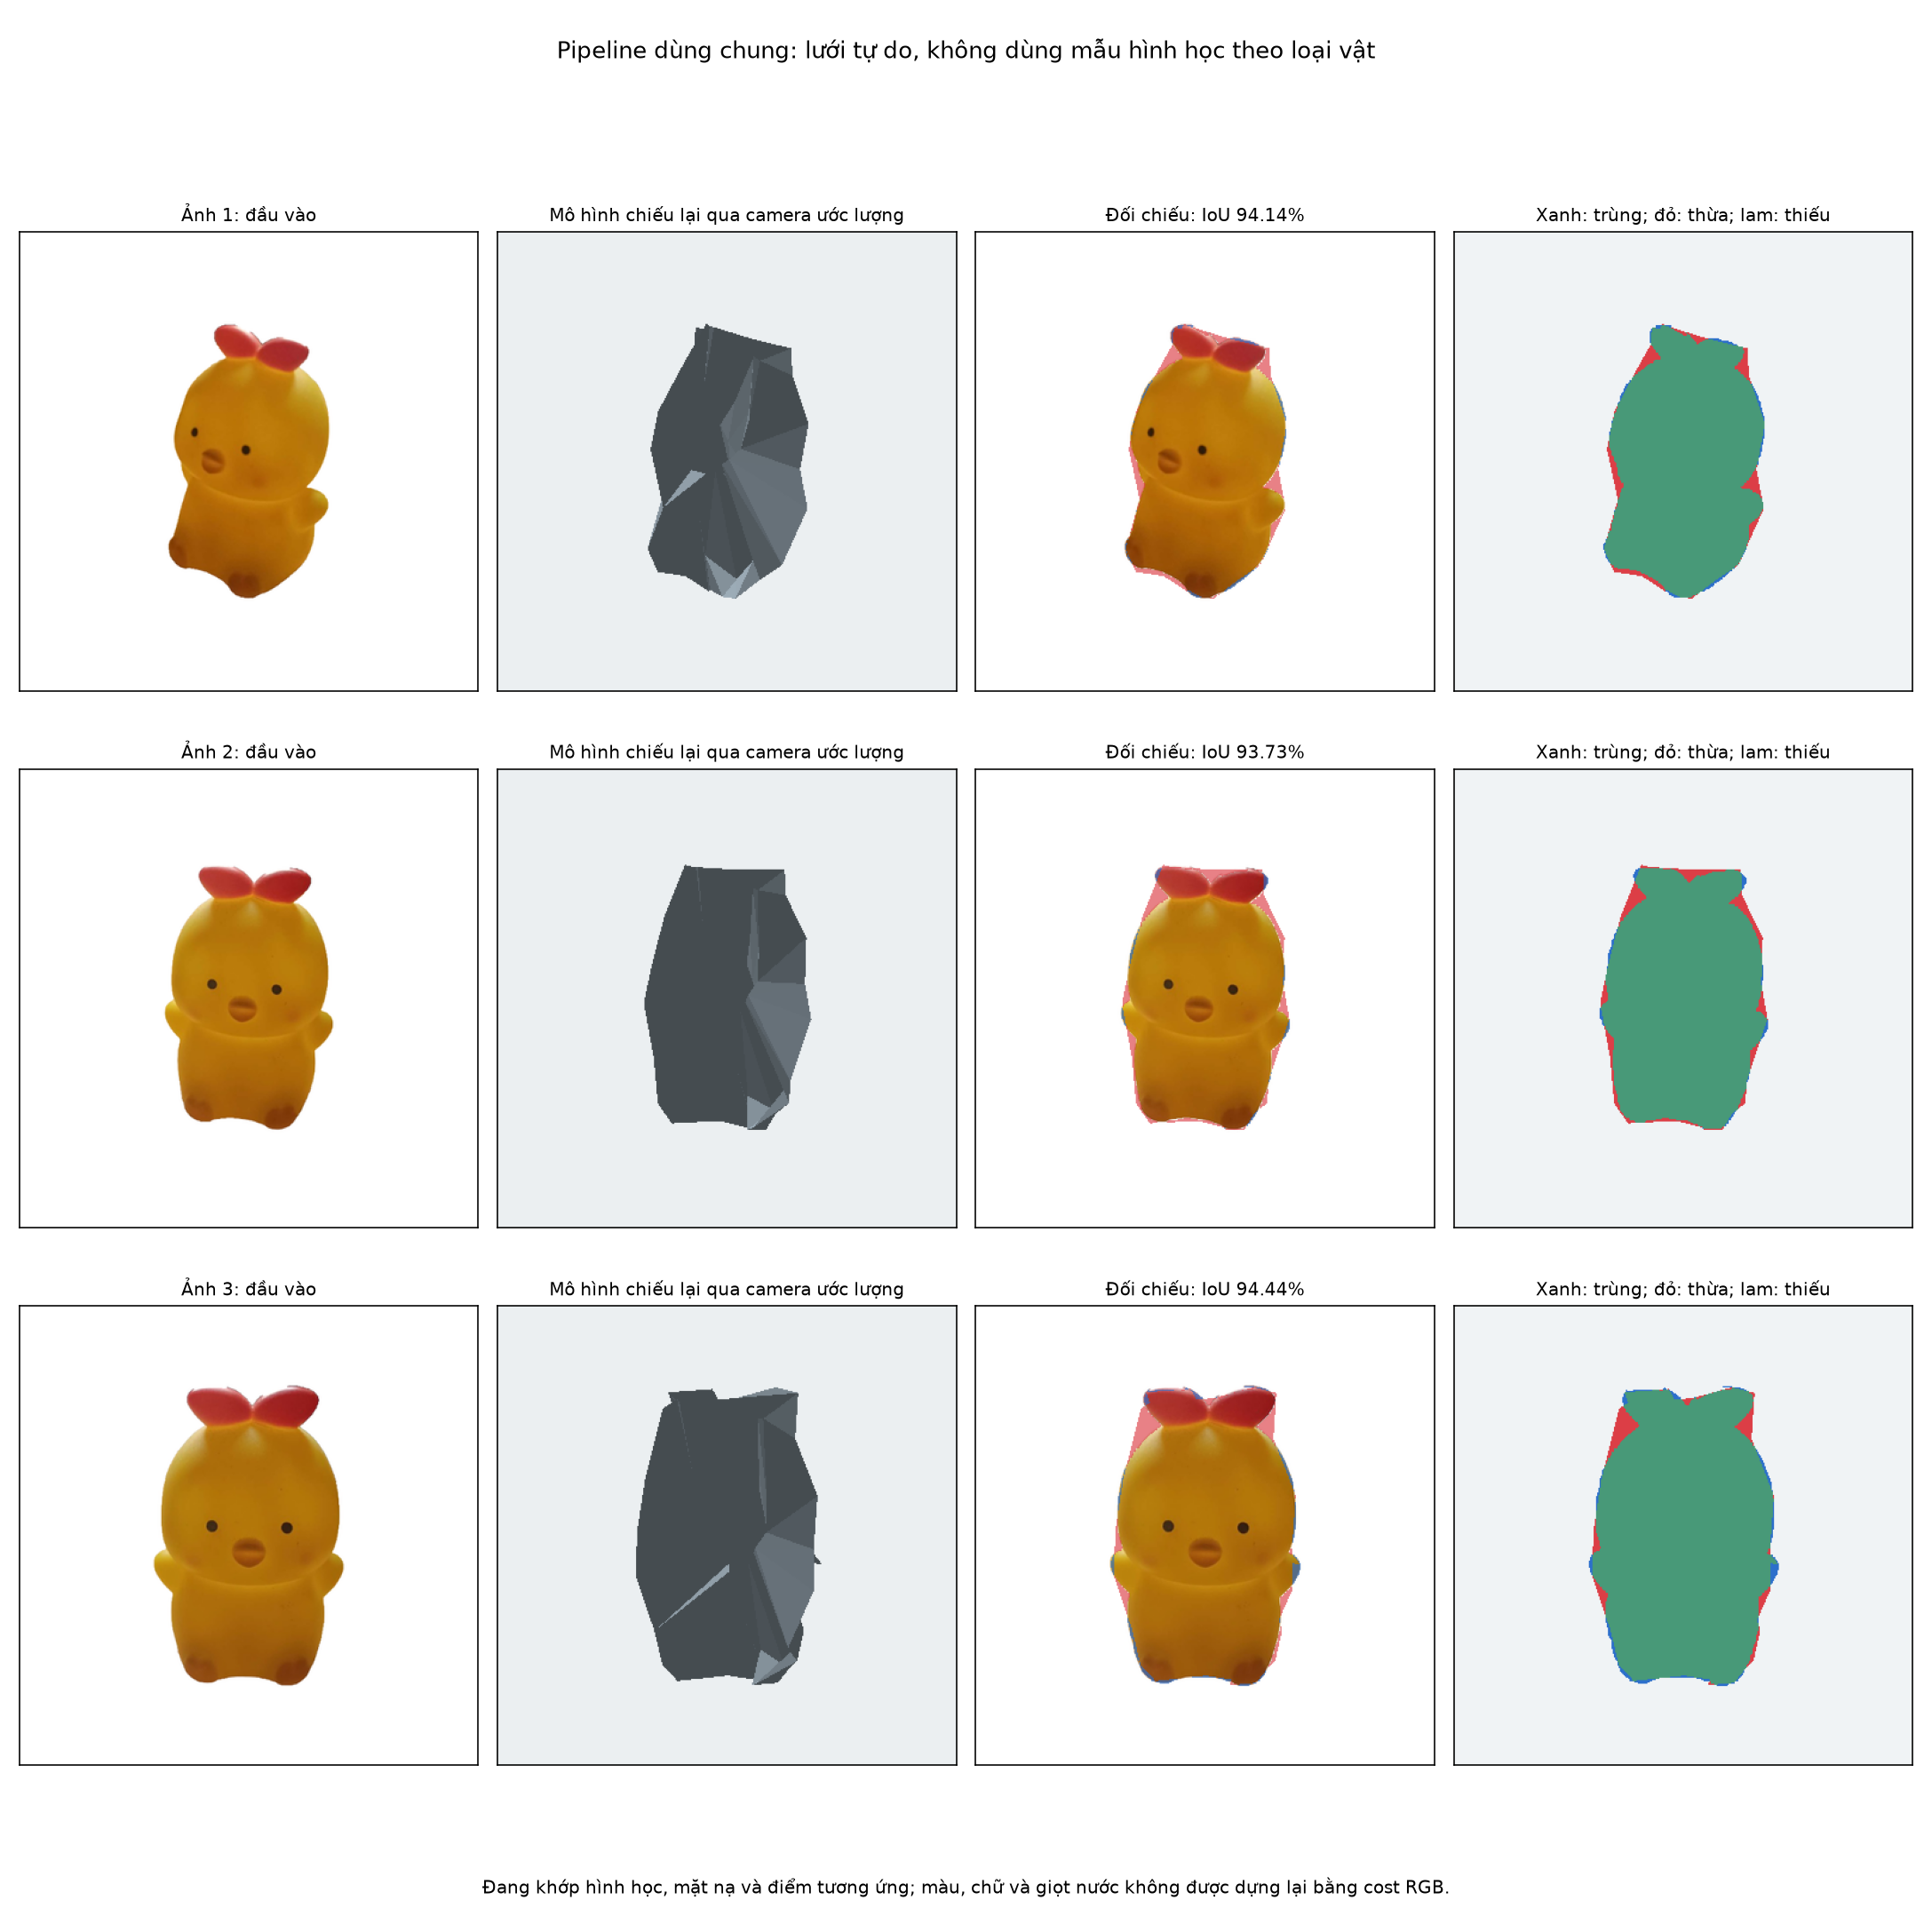 Pipeline dùng chung: lưới tự do, không dùng mẫu hình học theo loại vật
Ảnh 1: đầu vào
Mô hình chiếu lại qua camera ước lượng
Đối chiếu: IoU 94.14%
Xanh: trùng; đỏ: thừa; lam: thiếu
Ảnh 2: đầu vào
Mô hình chiếu lại qua camera ước lượng
Đối chiếu: IoU 93.73%
Xanh: trùng; đỏ: thừa; lam: thiếu
Ảnh 3: đầu vào
Mô hình chiếu lại qua camera ước lượng
Đối chiếu: IoU 94.44%
Xanh: trùng; đỏ: thừa; lam: thiếu
Đang khớp hình học, mặt nạ và điểm tương ứng; màu, chữ và giọt nước không được dựng lại bằng cost RGB.